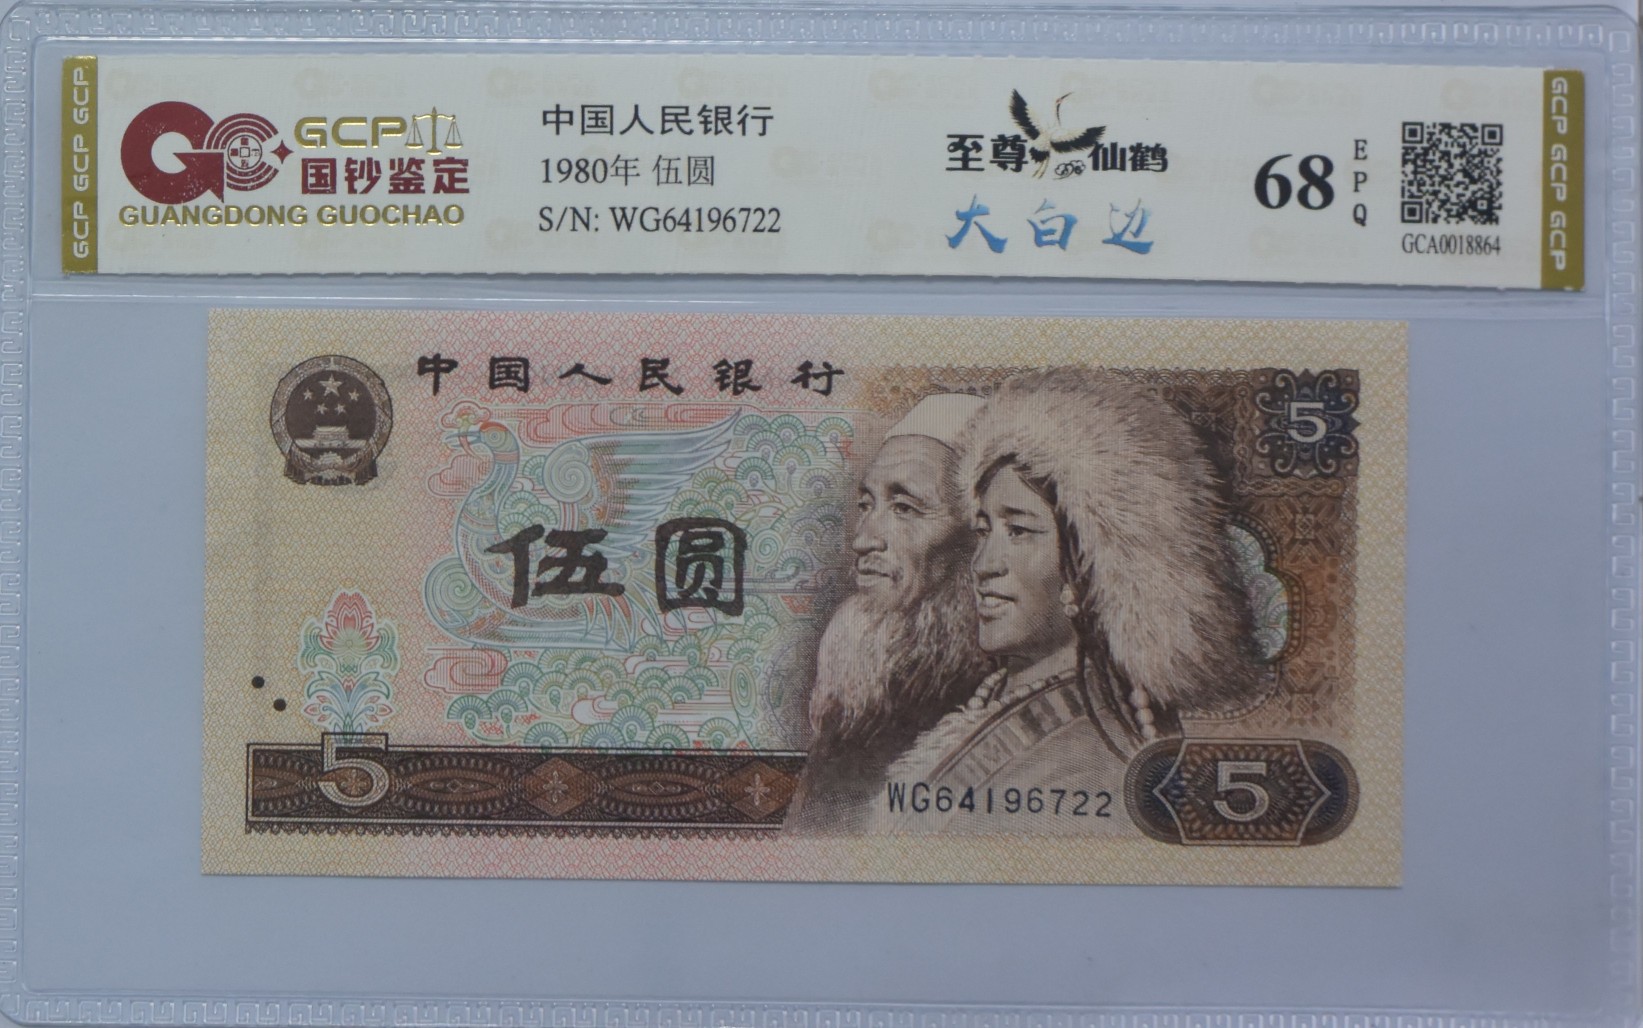 GCP GCP GCP
GCP
国钞鉴定
GUANGDONG GUOCHAO
中国人民银行
1980年 伍圆
S/N: WG64196722
至尊 仙鹤
大白边
68
EPQ
GCA0018864
GCP GCP GCP
中国人民银行
5
伍圆
5
WG64196722
5